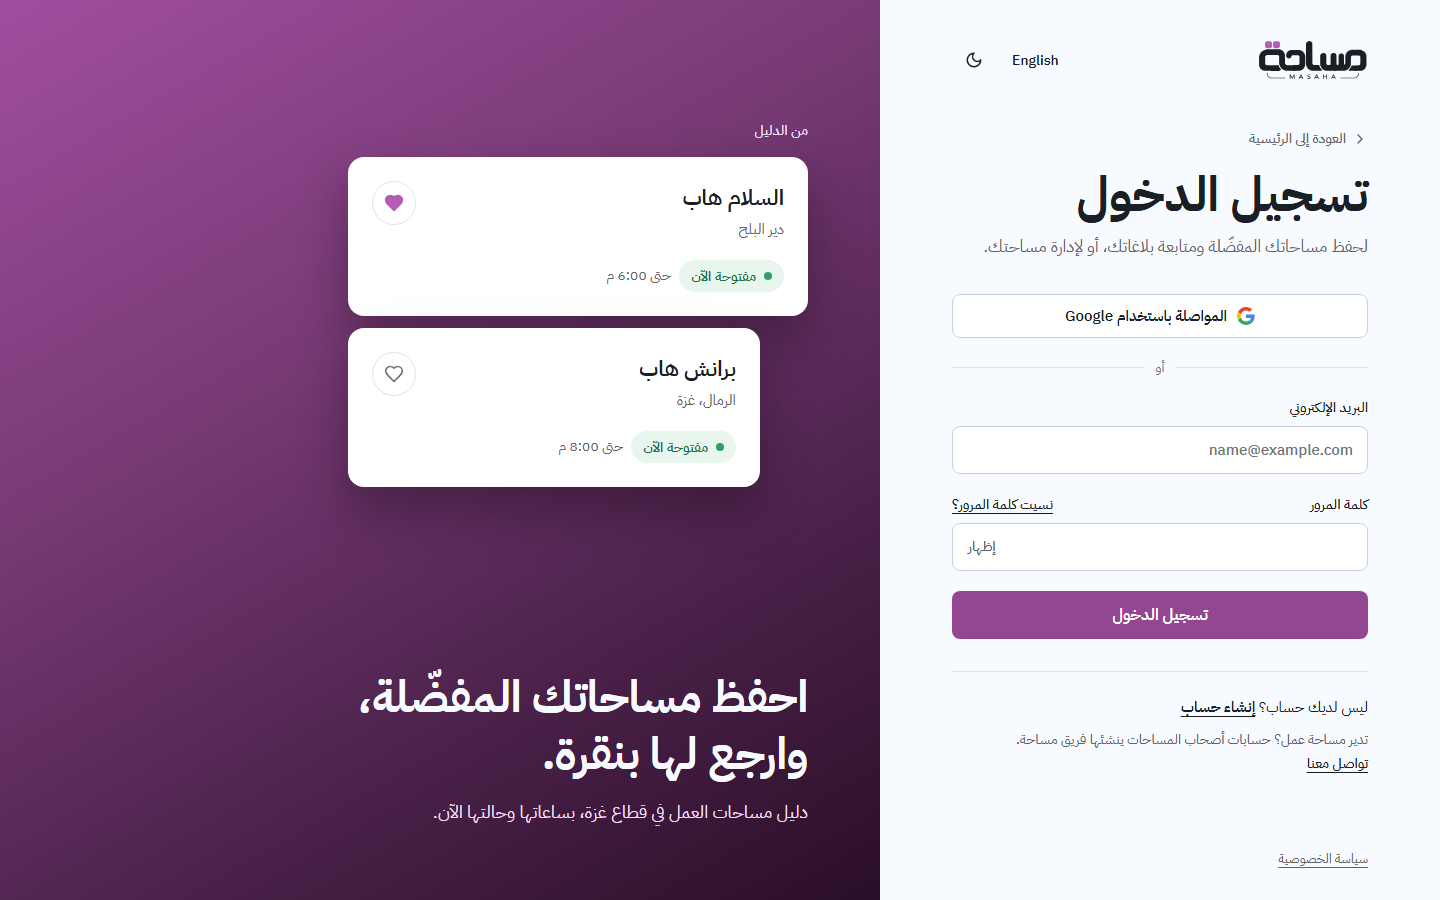 مساحة
MASAHA
English
العودة إلى الرئيسية
تسجيل الدخول
لحفظ مساحاتك المفضّلة ومتابعة بلاغاتك، أو لإدارة مساحتك.
المواصلة باستخدام Google
أو
البريد الإلكتروني
name@example.com
كلمة المرور
نسيت كلمة المرور؟
إظهار
تسجيل الدخول
ليس لديك حساب؟ إنشاء حساب
تدير مساحة عمل؟ حسابات أصحاب المساحات ينشئها فريق مساحة.
تواصل معنا
سياسة الخصوصية
من الدليل
السلام هاب
دير البلح
مفتوحة الآن
حتى 6:00 م
برانش هاب
الرمال، غزة
مفتوحة الآن
حتى 8:00 م
احفظ مساحاتك المفضّلة،
وارجع لها بنقرة.
دليل مساحات العمل في قطاع غزة، بساعاتها وحالتها الآن.